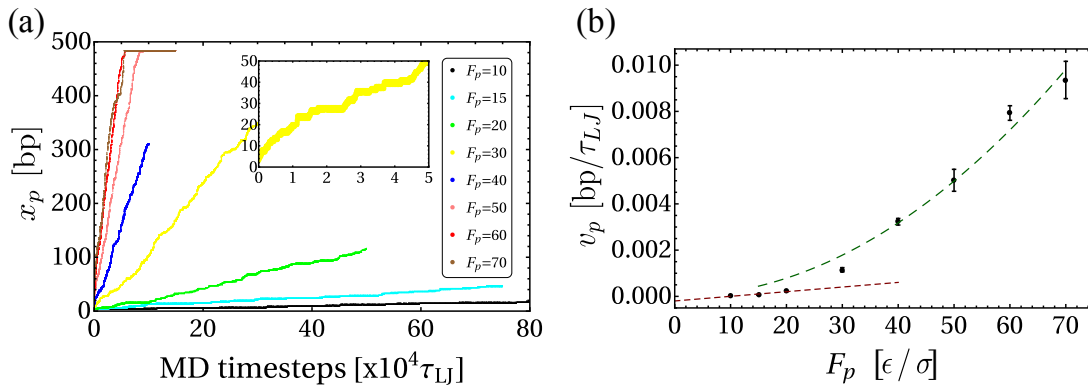 (a)
x_p [bp]
500
400
300
200
100
0
0 20 40 60 80
MD timesteps [x10⁴τ_LJ]
50
40
30
20
10
0
0 1 2 3 4 5
F_p=10
F_p=15
F_p=20
F_p=30
F_p=40
F_p=50
F_p=60
F_p=70
(b)
v_p [bp/τ_LJ]
0.010
0.008
0.006
0.004
0.002
0.000
0 10 20 30 40 50 60 70
F_p [ϵ/σ]